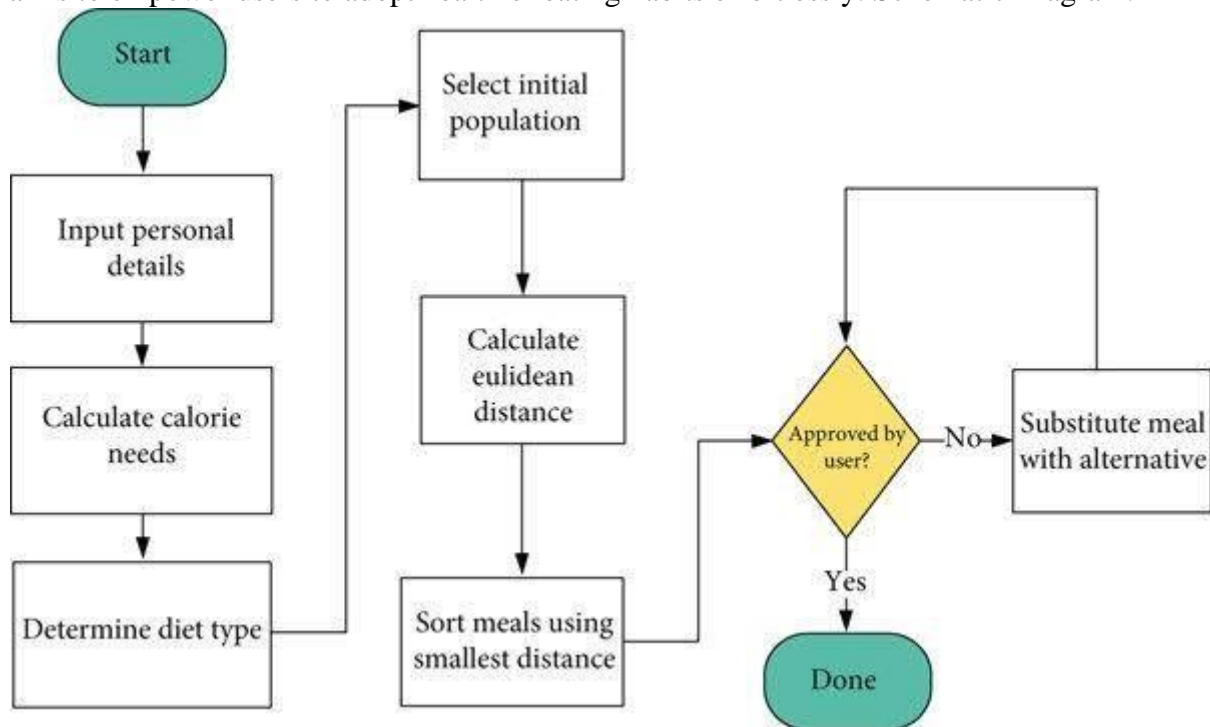 Start
Input personal
details
Calculate calorie
needs
Determine diet type
Select initial
population
Calculate
eulidean
distance
Sort meals using
smallest distance
Approved by
user?
No
Substitute meal
with alternative
Yes
Done